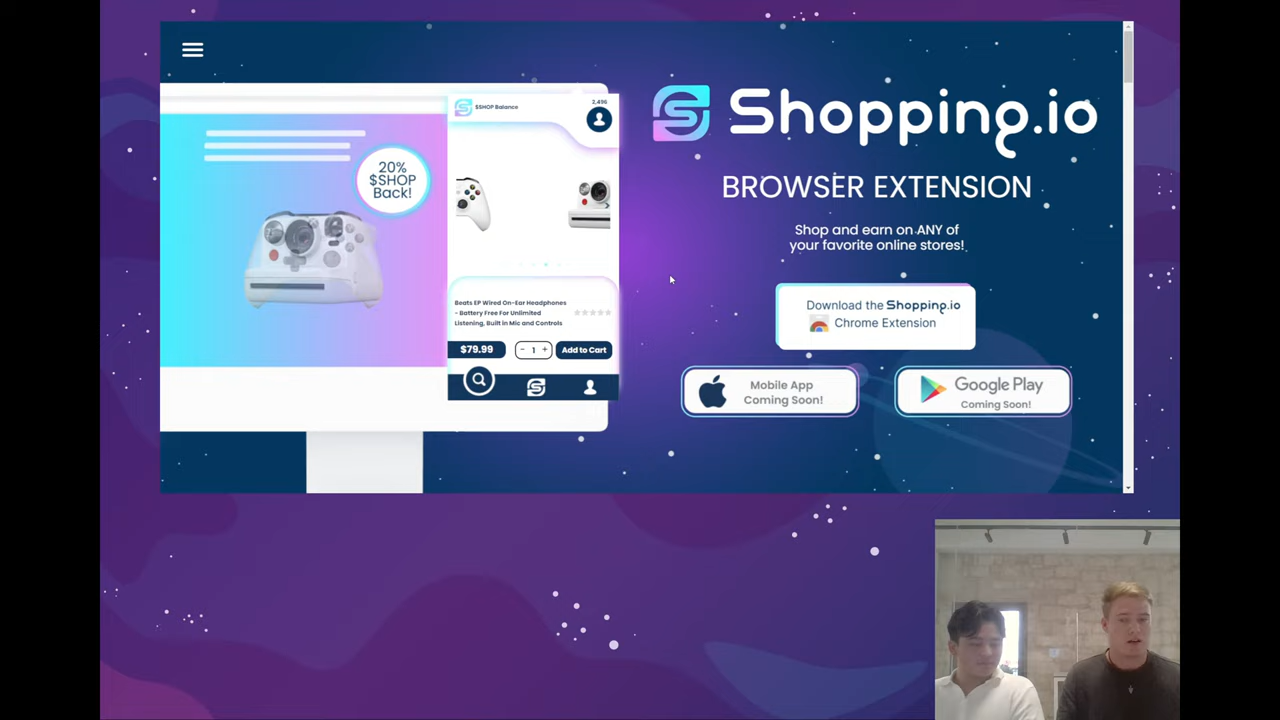 $SHOP Balance
2,496
20%
$SHOP
Back!
Beats EP Wired On-Ear Headphones
- Battery Free For Unlimited
Listening, Built in Mic and Controls
$79.99
- 1 +
Add to Cart
Shopping.io
BROWSER EXTENSION
Shop and earn on ANY of
your favorite online stores!
Download the Shopping.io
Chrome Extension
Mobile App
Coming Soon!
Google Play
Coming Soon!